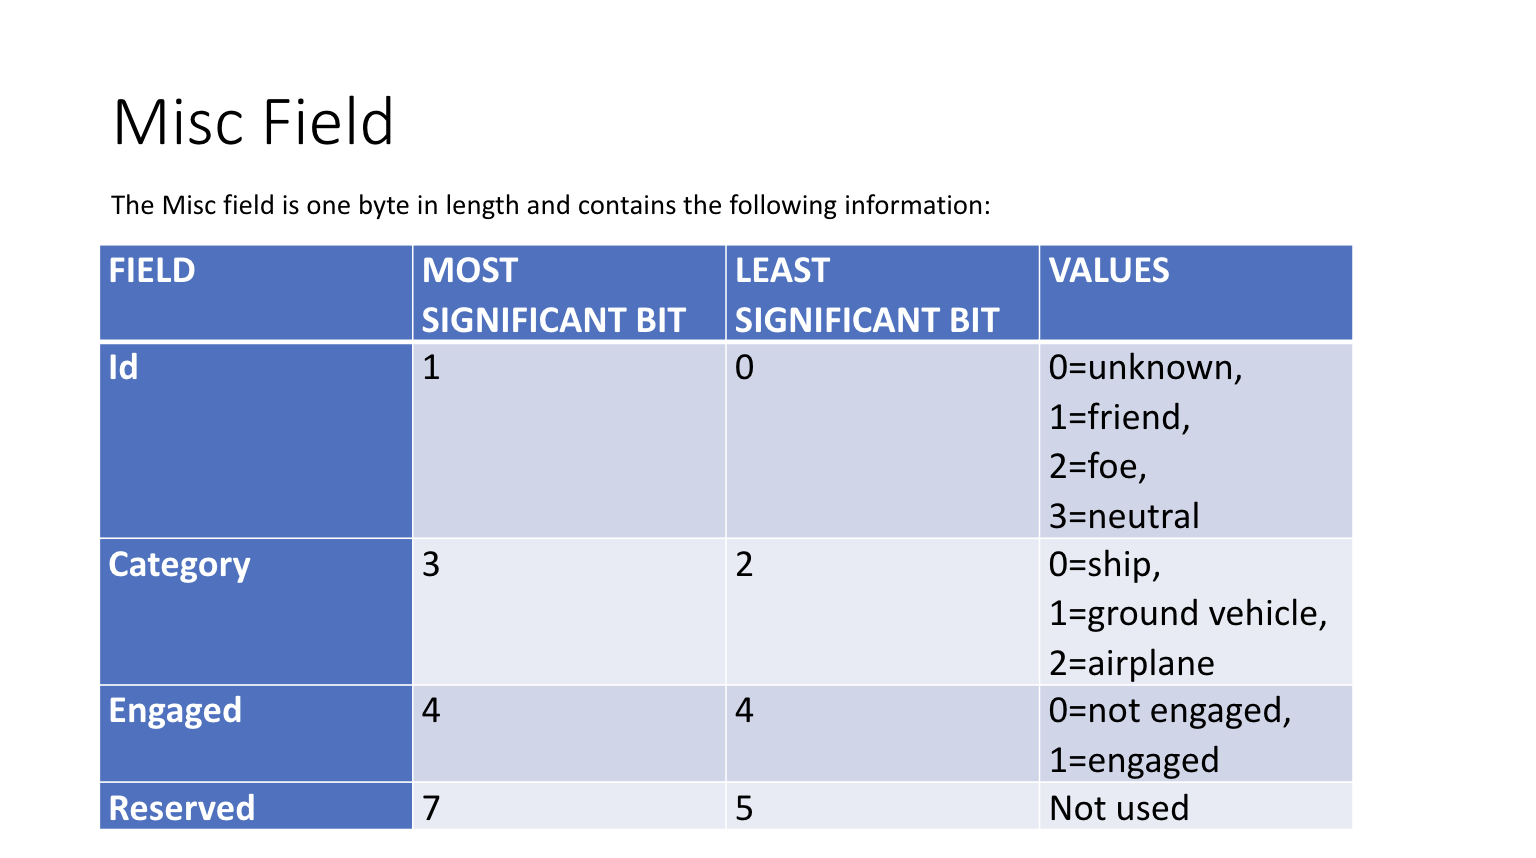 Misc Field
The Misc field is one byte in length and contains the following information:
FIELD
MOST
SIGNIFICANT BIT
LEAST
SIGNIFICANT BIT
VALUES
Id
1
0
0=unknown,
1=friend,
2=foe,
3=neutral
Category
3
2
0=ship,
1=ground vehicle,
2=airplane
Engaged
4
4
0=not engaged,
1=engaged
Reserved
7
5
Not used